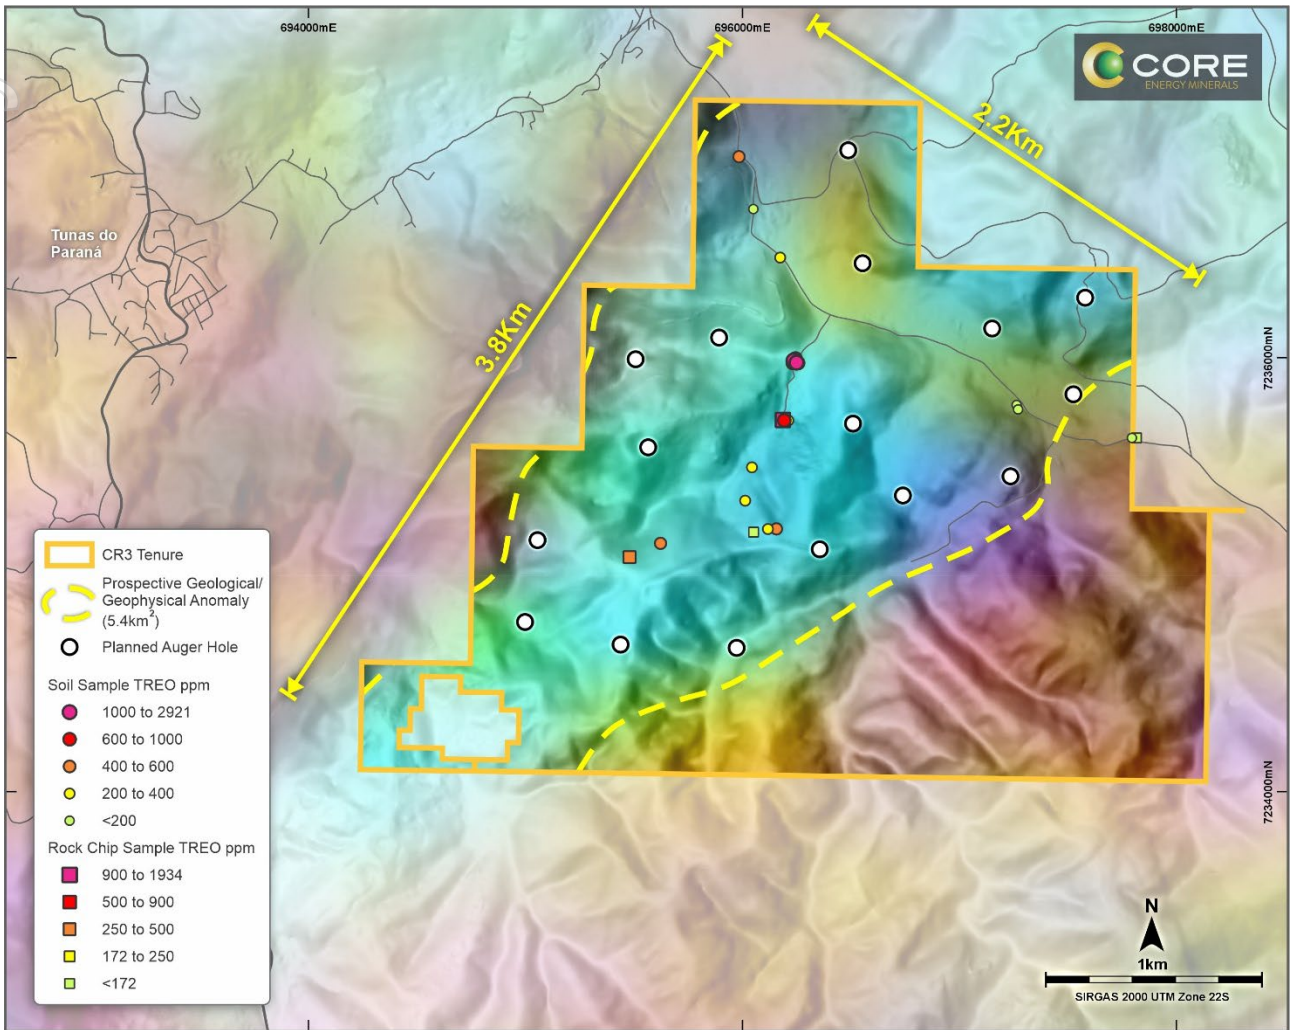 694000mE
696000mE
698000mE
CORE
ENERGY MINERALS
2.2Km
3.8Km
Tunas do
Paraná
7236000mN
7234000mN
CR3 Tenure
Prospective Geological/
Geophysical Anomaly
(5.4km²)
Planned Auger Hole
Soil Sample TREO ppm
1000 to 2921
600 to 1000
400 to 600
200 to 400
<200
Rock Chip Sample TREO ppm
900 to 1934
500 to 900
250 to 500
172 to 250
<172
N
1km
SIRGAS 2000 UTM Zone 22S